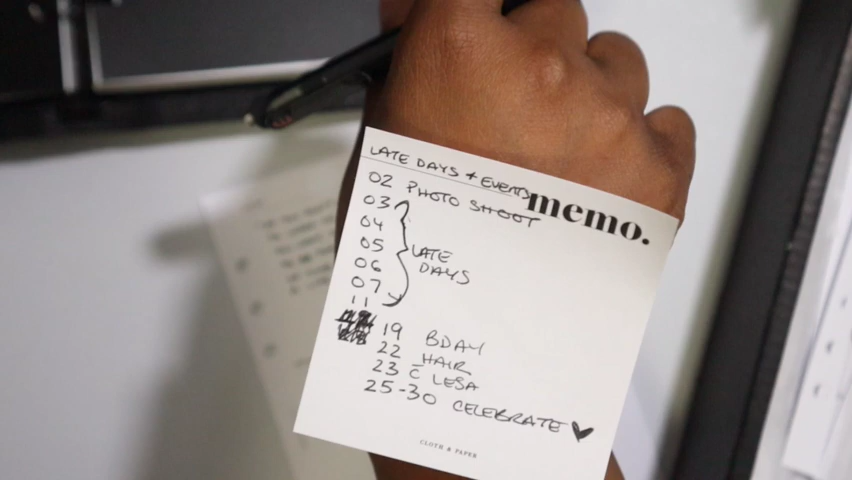 LATE DAYS + EVENTS
memo.
02 PHOTO SHOOT
03
04
05 LATE
06 DAYS
07
11
19 BDAY
22 HAIR
23 c̄ LESA
25-30 CELEBRATE ♥
CLOTH & PAPER